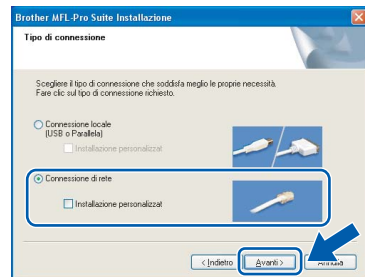 Brother MFL-Pro Suite Installazione
Tipo di connessione
Scegliere il tipo di connessione che soddisfa meglio le proprie necessità.
Fare clic sul tipo di connessione richiesto.
Connessione locale
(USB o Parallela)
Installazione personalizzat
Connessione di rete
Installazione personalizzat
< Indietro Avanti >